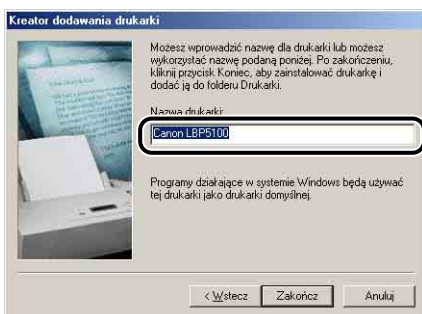 Kreator dodawania drukarki
Możesz wprowadzić nazwę dla drukarki lub możesz
wykorzystać nazwę podaną poniżej. Po zakończeniu,
kliknij przycisk Koniec, aby zainstalować drukarkę i
dodać ją do folderu Drukarki.
Nazwa drukarki:
Canon LBP5100
Programy działające w systemie Windows będą używać
tej drukarki jako drukarki domyślnej.
< Wstecz
Zakończ
Anuluj